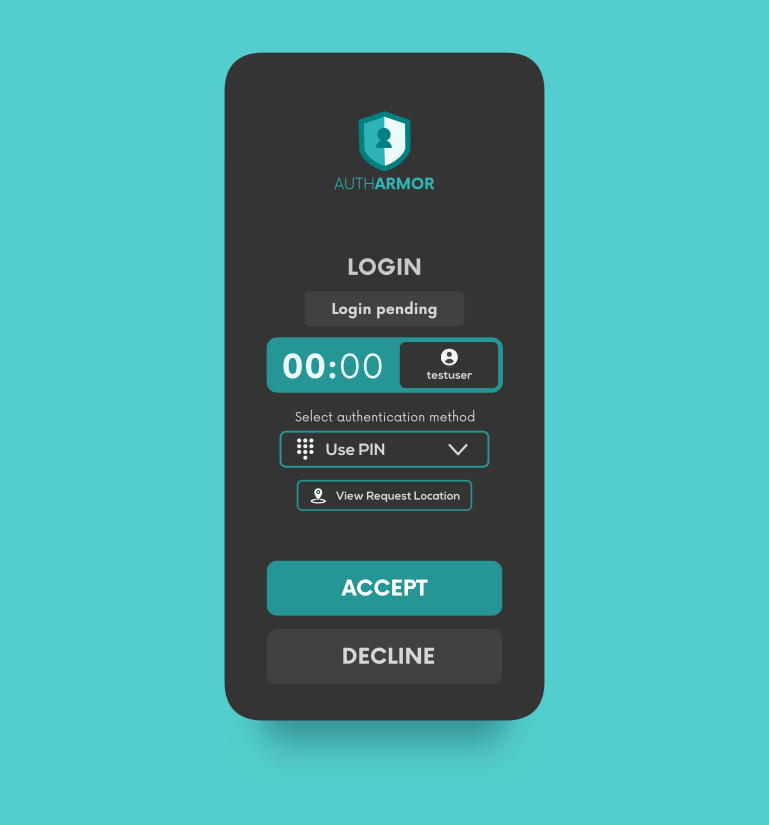 AUTHARMOR
LOGIN
Login pending
00:00
testuser
Select authentication method
Use PIN
View Request Location
ACCEPT
DECLINE